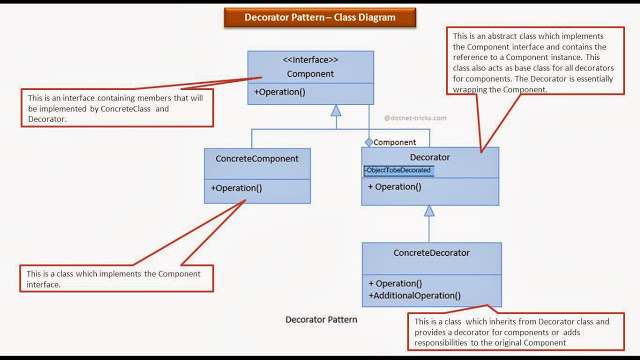 Decorator Pattern – Class Diagram
This is an abstract class which implements
the Component interface and contains the
reference to a Component instance. This
class also acts as base class for all decorators
for components. The Decorator is essentially
wrapping the Component.
<<Interface>>
Component
+Operation()
This is an interface containing members that will
be implemented by ConcreteClass and
Decorator.
@dotnet-tricks.com
Component
ConcreteComponent
+Operation()
Decorator
-ObjectTobeDecorated
+ Operation()
This is a class which implements the Component
interface.
ConcreteDecorator
+ Operation()
+AdditionalOperation()
Decorator Pattern
This is a class which inherits from Decorator class and
provides a decorator for components or adds
responsibilities to the original Component